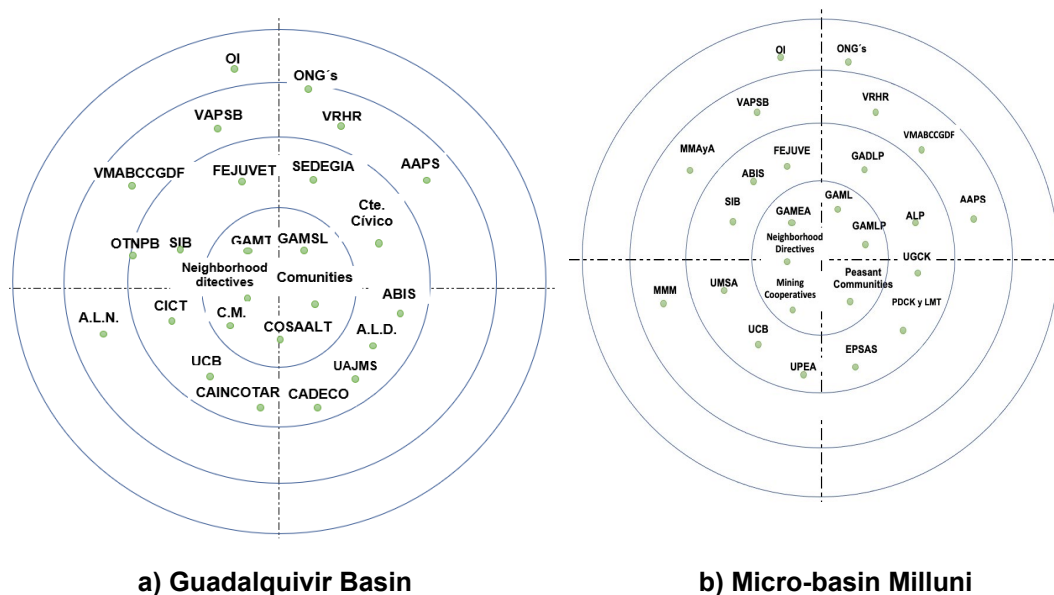 OI
ONG´s
VAPSB
VRHR
VMABCCGDF
FEJUVET
SEDEGIA
AAPS
Cte.
Cívico
OTNPB
SIB
GAMT
GAMSL
Neighborhood
ditectives
Comunities
A.L.N.
CICT
C.M.
COSAALT
ABIS
A.L.D.
UCB
UAJMS
CAINCOTAR
CADECO
a) Guadalquivir Basin
OI
ONG´s
VAPSB
VRHR
MMAyA
FEJUVE
GADLP
VMABCCGDF
ABIS
SIB
GAMEA
GAML
GAMLP
ALP
AAPS
Neighborhood
Directives
UGCK
MMM
UMSA
Mining
Cooperatives
Peasant
Communities
PDCK y LMT
UCB
UPEA
EPSAS
b) Micro-basin Milluni